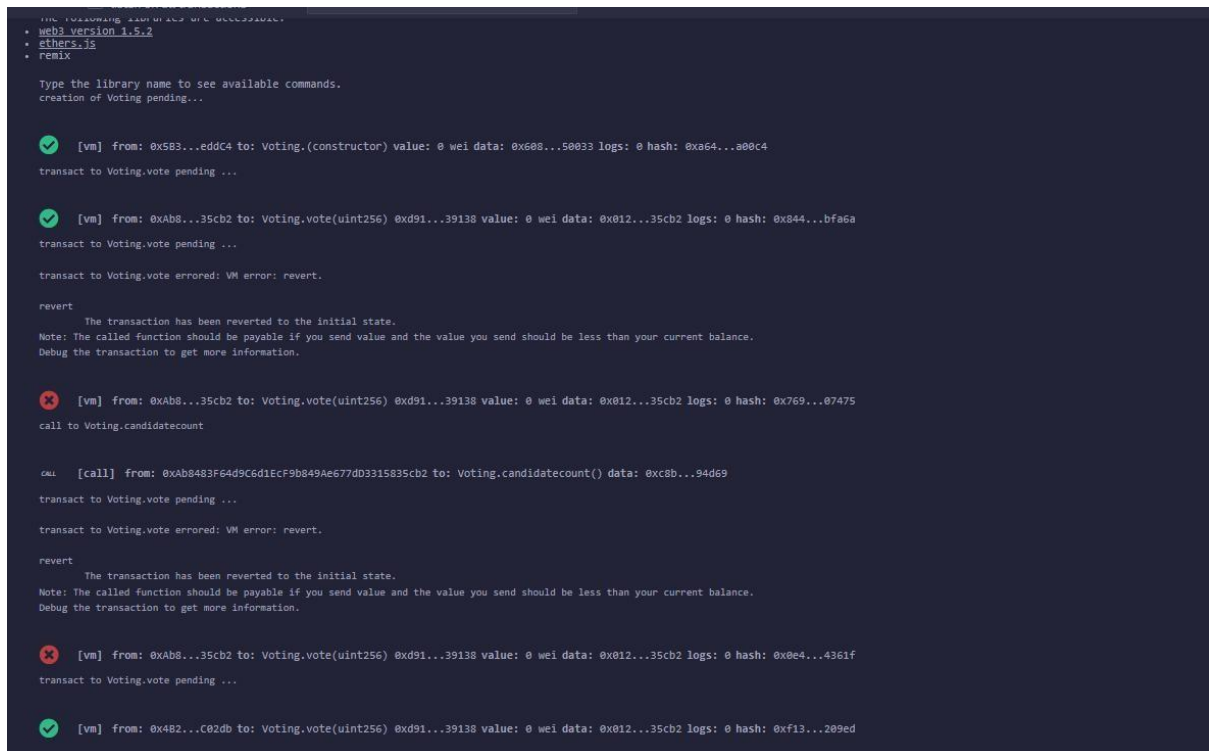 The following libraries are accessible:
• web3 version 1.5.2
• ethers.js
• remix
Type the library name to see available commands.
creation of Voting pending...
[vm] from: 0x5B3...eddC4 to: Voting.(constructor) value: 0 wei data: 0x608...50033 logs: 0 hash: 0xa64...a00c4
transact to Voting.vote pending ...
[vm] from: 0xAb8...35cb2 to: Voting.vote(uint256) 0xd91...39138 value: 0 wei data: 0x012...35cb2 logs: 0 hash: 0x844...bfa6a
transact to Voting.vote pending ...
transact to Voting.vote errored: VM error: revert.
revert
The transaction has been reverted to the initial state.
Note: The called function should be payable if you send value and the value you send should be less than your current balance.
Debug the transaction to get more information.
[vm] from: 0xAb8...35cb2 to: Voting.vote(uint256) 0xd91...39138 value: 0 wei data: 0x012...35cb2 logs: 0 hash: 0x769...07475
call to Voting.candidatecount
CALL [call] from: 0xAb8483F64d9C6d1EcF9b849Ae677dD3315835cb2 to: Voting.candidatecount() data: 0xc8b...94d69
transact to Voting.vote pending ...
transact to Voting.vote errored: VM error: revert.
revert
The transaction has been reverted to the initial state.
Note: The called function should be payable if you send value and the value you send should be less than your current balance.
Debug the transaction to get more information.
[vm] from: 0xAb8...35cb2 to: Voting.vote(uint256) 0xd91...39138 value: 0 wei data: 0x012...35cb2 logs: 0 hash: 0x0e4...4361f
transact to Voting.vote pending ...
[vm] from: 0x4B2...C02db to: Voting.vote(uint256) 0xd91...39138 value: 0 wei data: 0x012...35cb2 logs: 0 hash: 0xf13...209ed